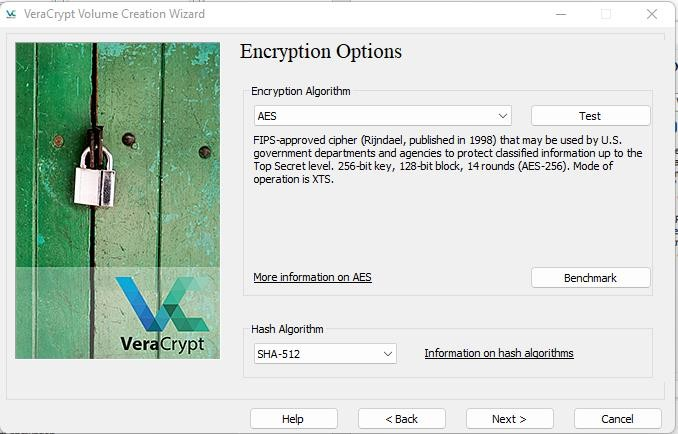 VeraCrypt Volume Creation Wizard
Encryption Options
Encryption Algorithm
AES
Test
FIPS-approved cipher (Rijndael, published in 1998) that may be used by U.S.
government departments and agencies to protect classified information up to the
Top Secret level. 256-bit key, 128-bit block, 14 rounds (AES-256). Mode of
operation is XTS.
More information on AES
Benchmark
VeraCrypt
Hash Algorithm
SHA-512
Information on hash algorithms
Help
< Back
Next >
Cancel